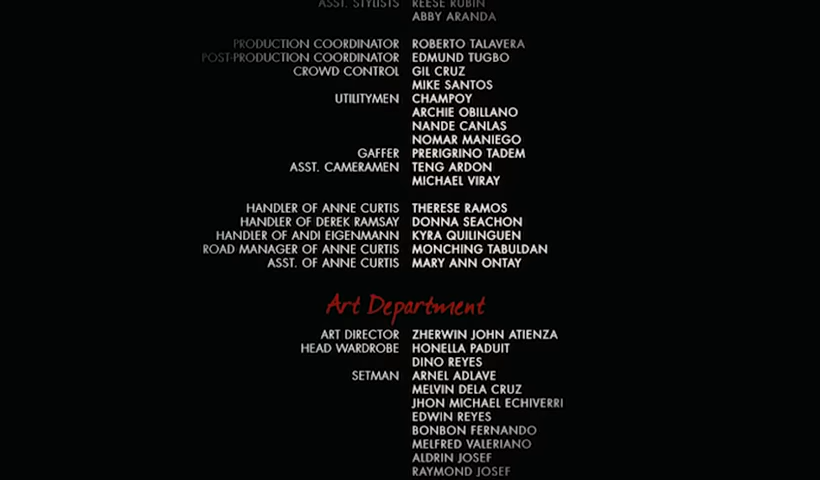 ASST. STYLISTS REESE RUBIN
ABBY ARANDA
PRODUCTION COORDINATOR ROBERTO TALAVERA
POST-PRODUCTION COORDINATOR EDMUND TUGBO
CROWD CONTROL GIL CRUZ
MIKE SANTOS
UTILITYMEN CHAMPOY
ARCHIE OBILLANO
NANDE CANLAS
NOMAR MANIEGO
GAFFER PRERIGRINO TADEM
ASST. CAMERAMEN TENG ARDON
MICHAEL VIRAY
HANDLER OF ANNE CURTIS THERESE RAMOS
HANDLER OF DEREK RAMSAY DONNA SEACHON
HANDLER OF ANDI EIGENMANN KYRA QUILINGUEN
ROAD MANAGER OF ANNE CURTIS MONCHING TABULDAN
ASST. OF ANNE CURTIS MARY ANN ONTAY
Art Department
ART DIRECTOR ZHERWIN JOHN ATIENZA
HEAD WARDROBE HONELLA PADUIT
DINO REYES
SETMAN ARNEL ADLAVE
MELVIN DELA CRUZ
JHON MICHAEL ECHIVERRI
EDWIN REYES
BONBON FERNANDO
MELFRED VALERIANO
ALDRIN JOSEF
RAYMOND JOSEF